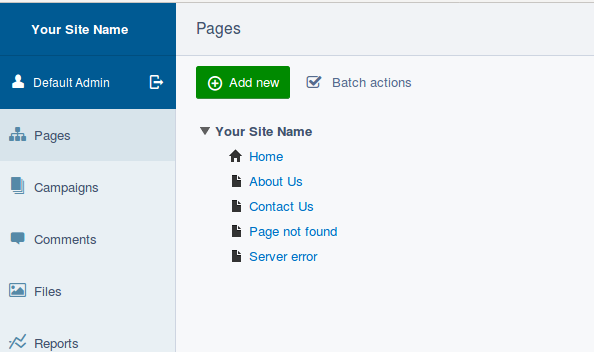 Your Site Name
Default Admin
Pages
Campaigns
Comments
Files
Reports
Pages
Add new
Batch actions
Your Site Name
Home
About Us
Contact Us
Page not found
Server error